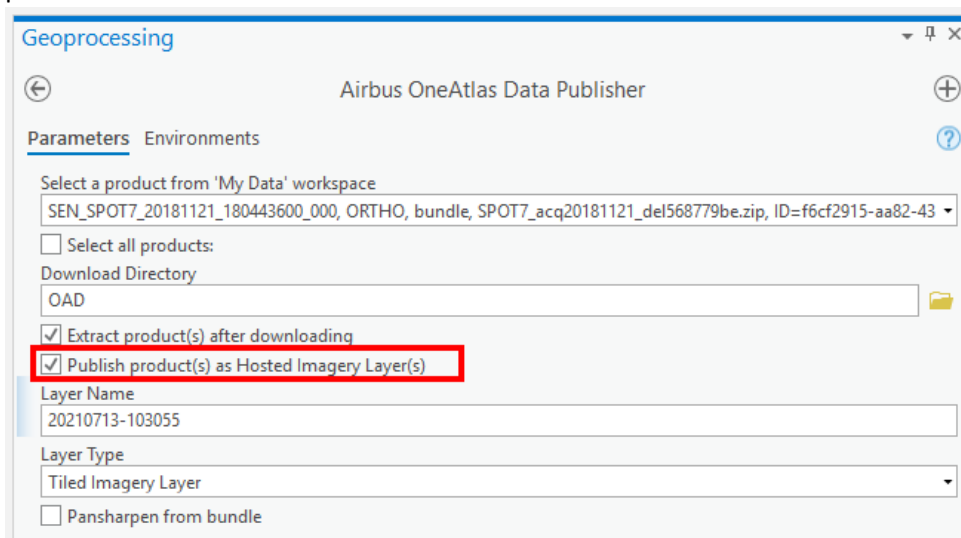 Geoprocessing
Airbus OneAtlas Data Publisher
Parameters Environments
?
Select a product from 'My Data' workspace
SEN_SPOT7_20181121_180443600_000, ORTHO, bundle, SPOT7_acq20181121_del568779be.zip, ID=f6cf2915-aa82-43
Select all products:
Download Directory
OAD
Extract product(s) after downloading
Publish product(s) as Hosted Imagery Layer(s)
Layer Name
20210713-103055
Layer Type
Tiled Imagery Layer
Pansharpen from bundle